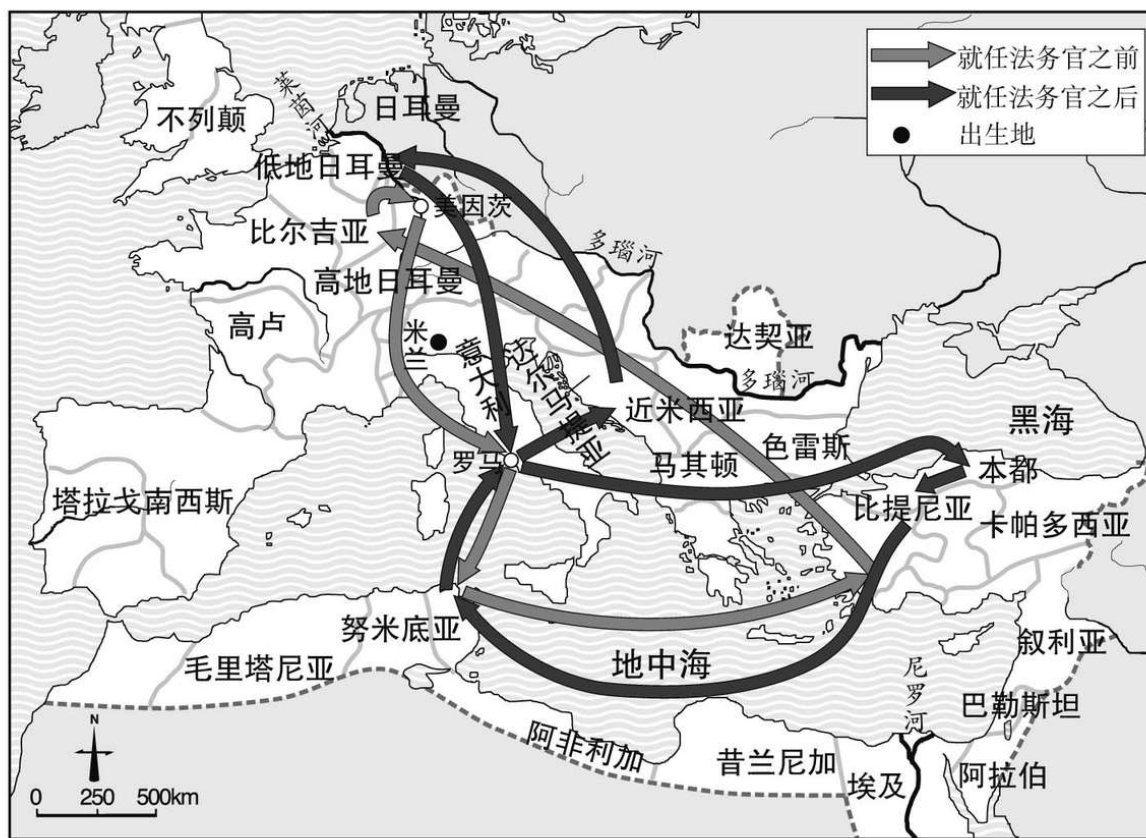 就任法务官之前
就任法务官之后
出生地
莱茵河
日耳曼
不列颠
低地日耳曼
美因茨
比尔吉亚
多瑙河
高地日耳曼
高卢
米兰
达契亚
意大利
达尔马提亚
多瑙河
近米西亚
黑海
色雷斯
罗马
马其顿
本都
塔拉戈南西斯
比提尼亚
卡帕多西亚
努米底亚
叙利亚
毛里塔尼亚
地中海
尼罗河
巴勒斯坦
阿非利加
昔兰尼加
埃及
阿拉伯
N
0 250 500km